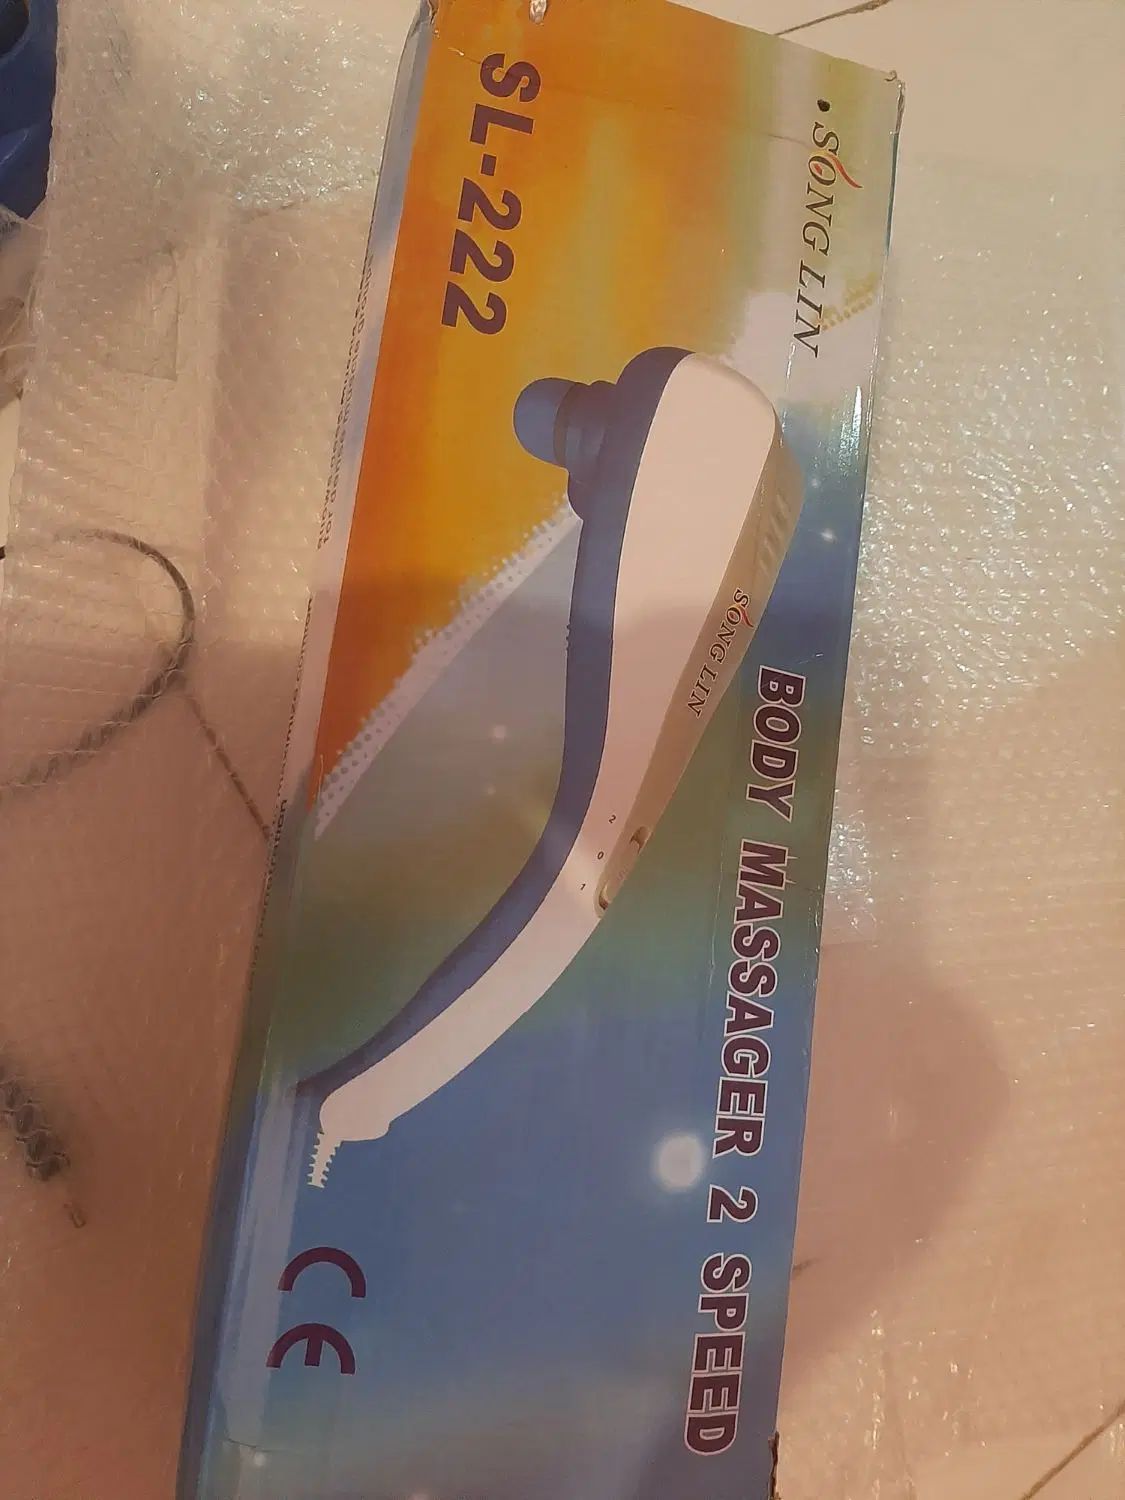 SONG LIN
SL-222
SONG LIN
2
0
1
BODY MASSAGER 2 SPEED
CE